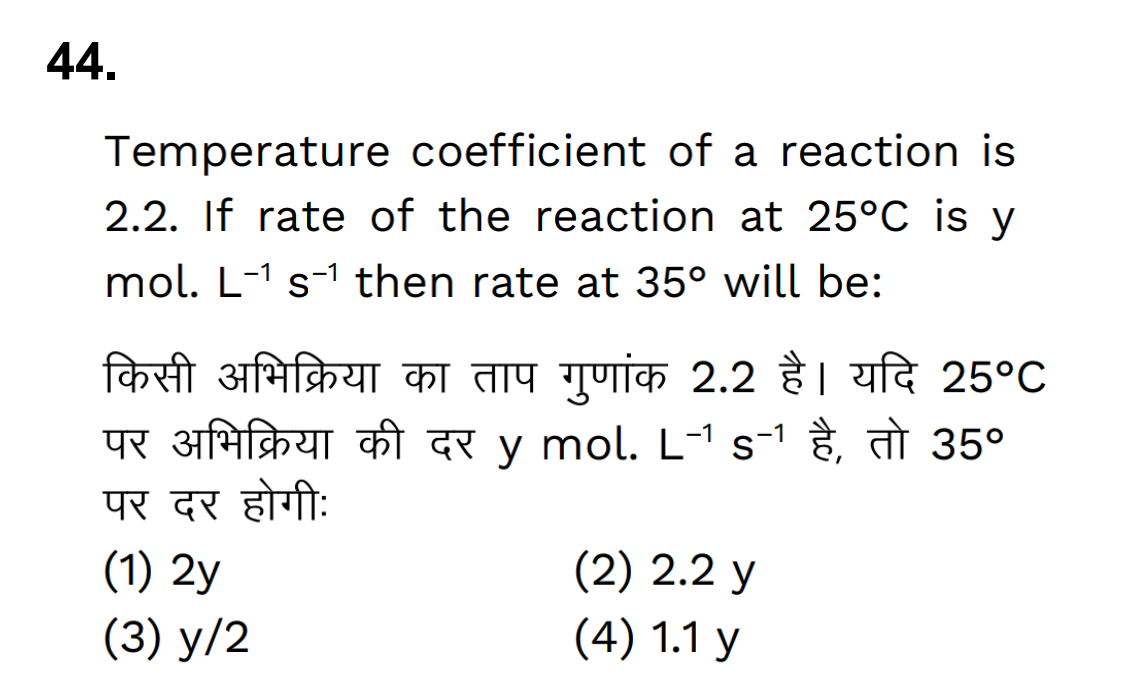 44.
Temperature coefficient of a reaction is
2.2. If rate of the reaction at 25°C is y
mol. L⁻¹ s⁻¹ then rate at 35° will be:
किसी अभिक्रिया का ताप गुणांक 2.2 है। यदि 25°C
पर अभिक्रिया की दर y mol. L⁻¹ s⁻¹ है, तो 35°
पर दर होगीः
(1) 2y (2) 2.2 y
(3) y/2 (4) 1.1 y